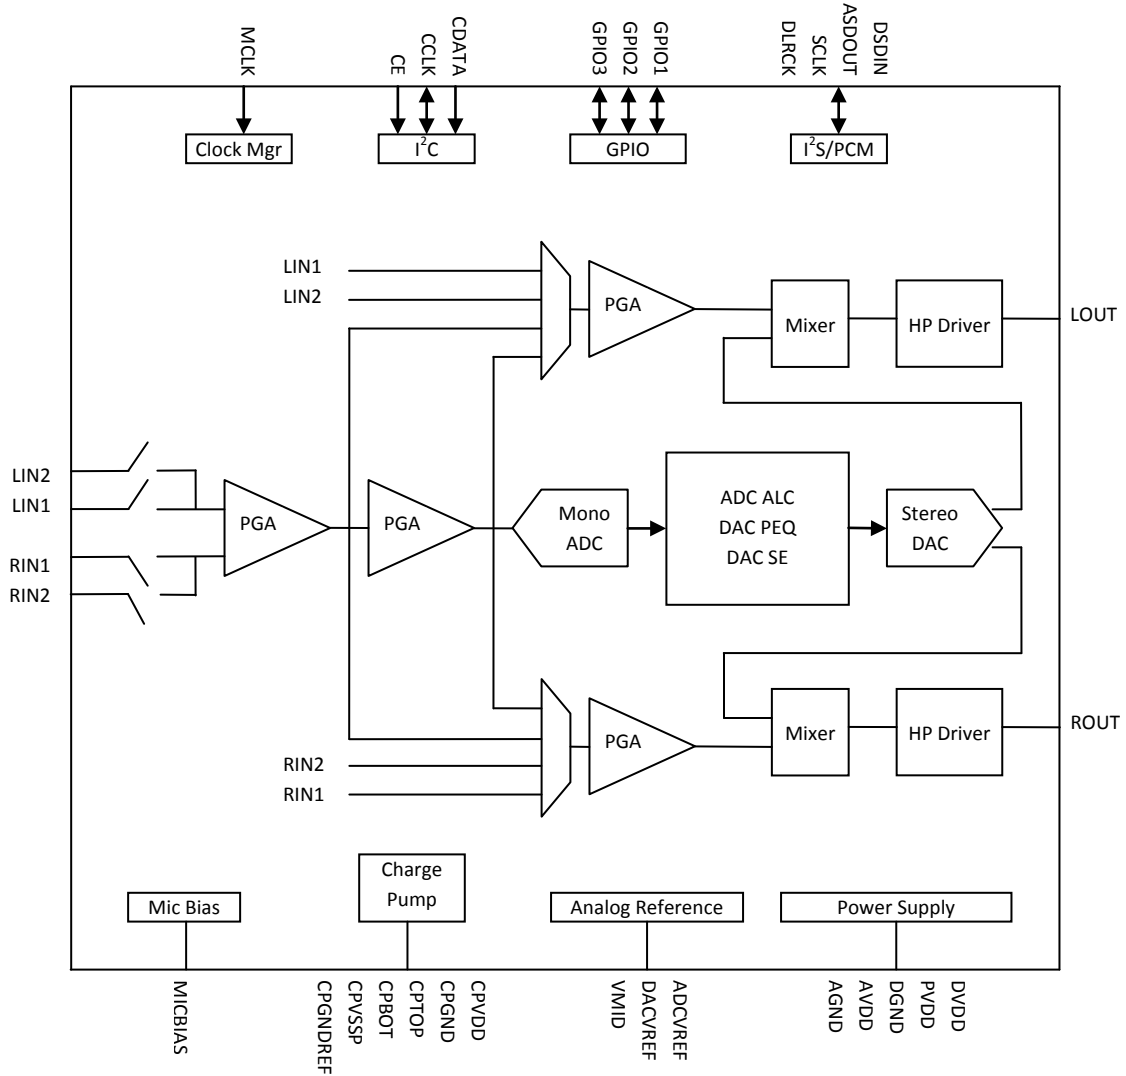 MCLK
CE
CCLK
CDATA
GPIO3
GPIO2
GPIO1
DLRCK
SCLK
ASDOUT
DSDIN
Clock Mgr
I²C
GPIO
I²S/PCM
LIN1
LIN2
PGA
Mixer
HP Driver
LOUT
LIN2
LIN1
RIN1
RIN2
PGA
PGA
Mono
ADC
ADC ALC
DAC PEQ
DAC SE
Stereo
DAC
RIN2
RIN1
PGA
Mixer
HP Driver
ROUT
Mic Bias
Charge
Pump
Analog Reference
Power Supply
MICBIAS
CPGNDREF
CPVSSP
CPBOT
CPTOP
CPGND
CPVDD
VMID
DACVREF
ADCVREF
AGND
AVDD
DGND
PVDD
DVDD